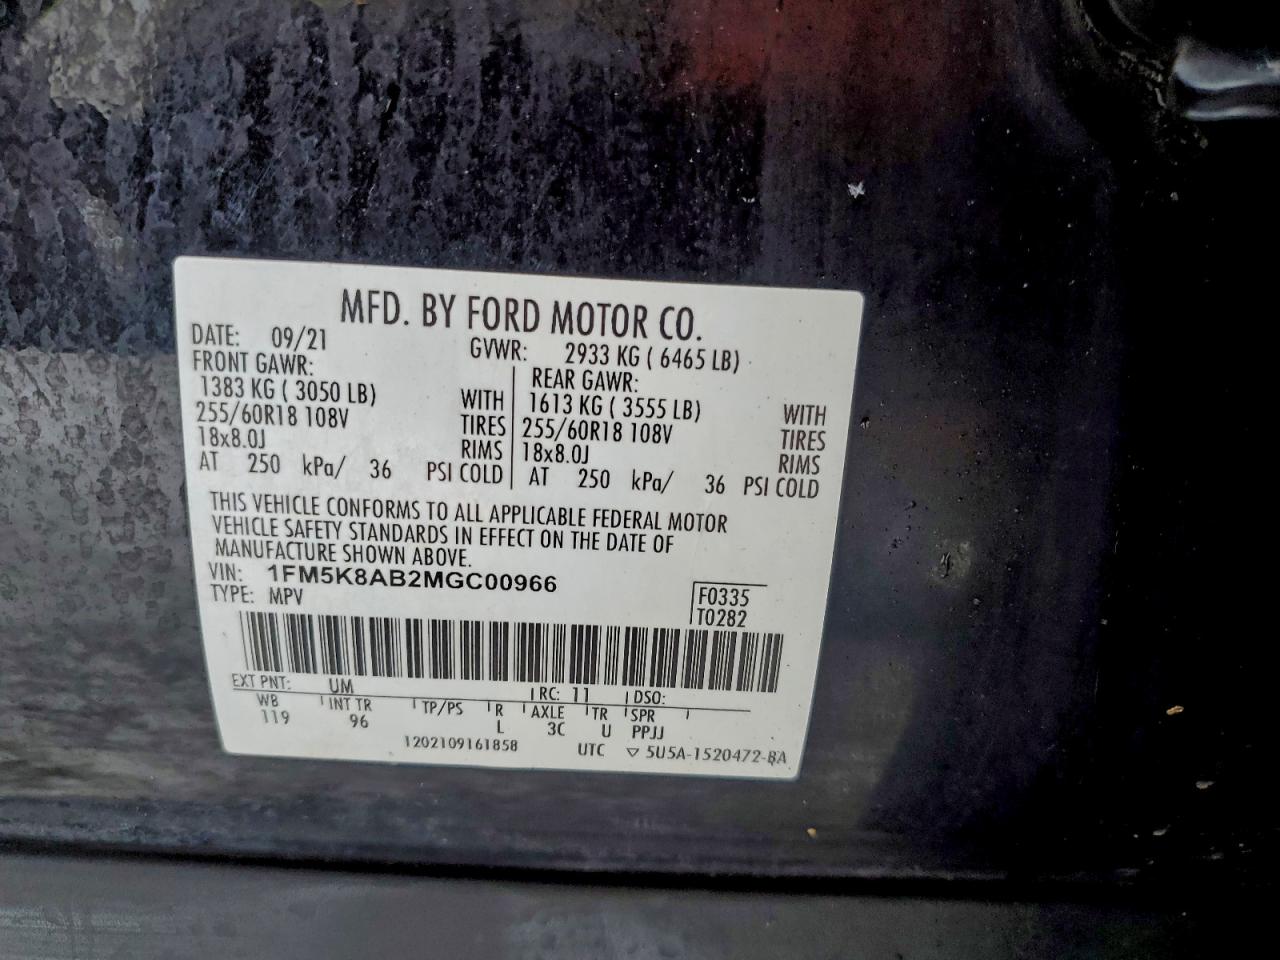 MFD. BY FORD MOTOR CO.
DATE: 09/21 GVWR: 2933 KG ( 6465 LB)
FRONT GAWR: REAR GAWR:
1383 KG ( 3050 LB) WITH 1613 KG ( 3555 LB) WITH
255/60R18 108V TIRES 255/60R18 108V TIRES
18x8.0J RIMS 18x8.0J RIMS
AT 250 kPa/ 36 PSI COLD AT 250 kPa/ 36 PSI COLD
THIS VEHICLE CONFORMS TO ALL APPLICABLE FEDERAL MOTOR
VEHICLE SAFETY STANDARDS IN EFFECT ON THE DATE OF
MANUFACTURE SHOWN ABOVE.
VIN: 1FM5K8AB2MGC00966
TYPE: MPV
F0335
T0282
EXT PNT: UM RC: 11 DSO:
WB INT TR TP/PS R AXLE TR SPR
119 96 L 3C U PPJJ
1202109161858 UTC ▽ 5U5A-1520472-BA